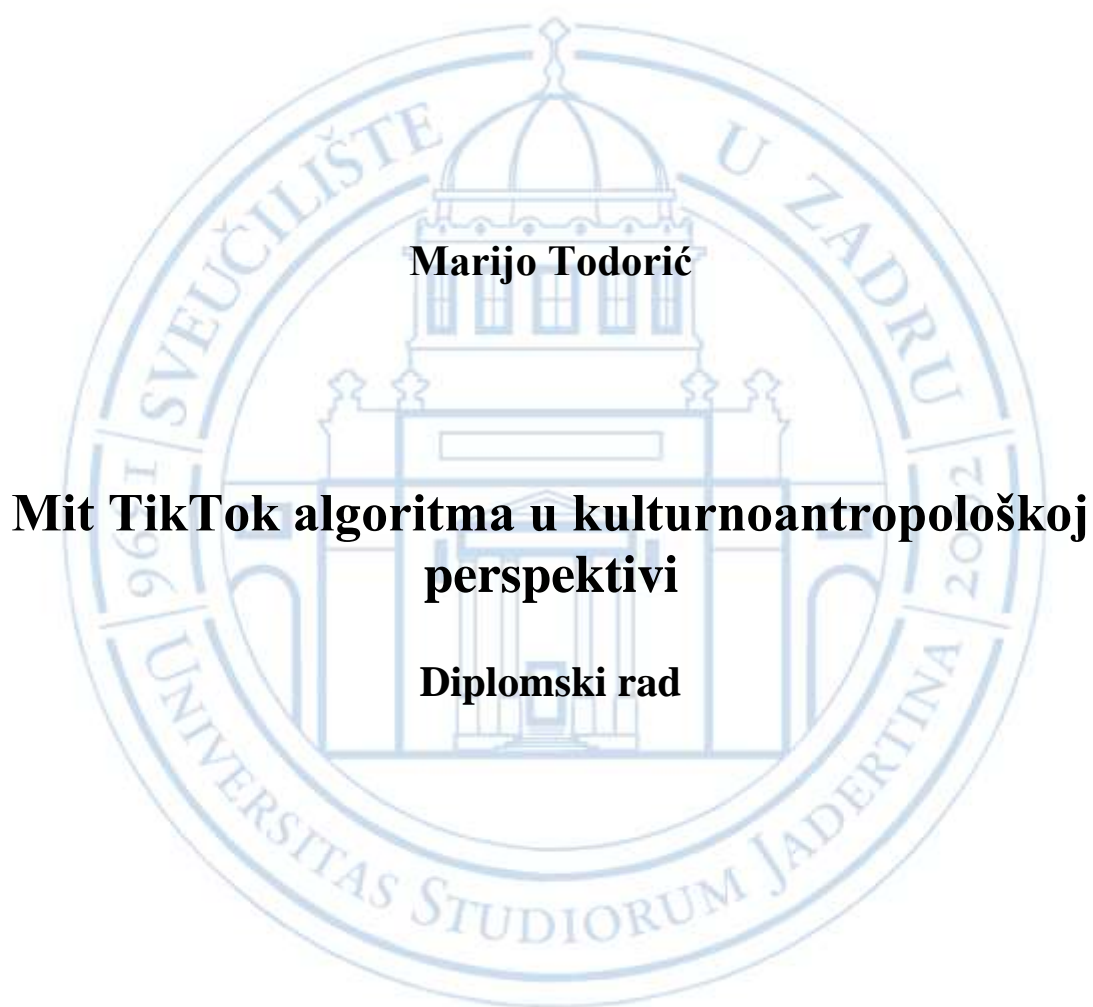 SVEUČILIŠTE U ZADRU
Marijo Todorić
Mit TikTok algoritma u kulturnoantropološkoj
perspektivi
Diplomski rad
1396
2002
UNIVERSITAS STUDIORUM JADERTINA